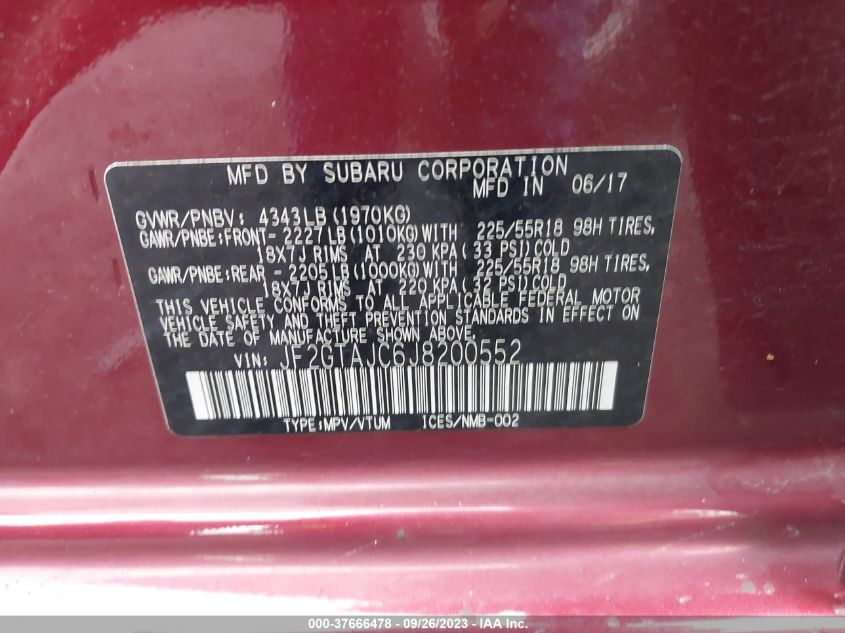 MFD BY SUBARU CORPORATION
MFD IN 06/17
GVWR/PNBV: 4343LB(1970KG)
GAWR/PNBE:FRONT- 2227LB(1010KG)WITH 225/55R18 98H TIRES,
18X7J RIMS AT 230 KPA( 33 PSI)COLD
GAWR/PNBE:REAR - 2205LB(1000KG)WITH 225/55R18 98H TIRES,
18X7J RIMS AT 220 KPA( 32 PSI)COLD
THIS VEHICLE CONFORMS TO ALL APPLICABLE FEDERAL MOTOR
VEHICLE SAFETY AND THEFT PREVENTION STANDARDS IN EFFECT ON
THE DATE OF MANUFACTURE SHOWN ABOVE.
VIN: JF2GTAJC6J8200552
TYPE:MPV/VTUM ICES/NMB-002
000-37666478 - 09/26/2023 - IAAI.COM